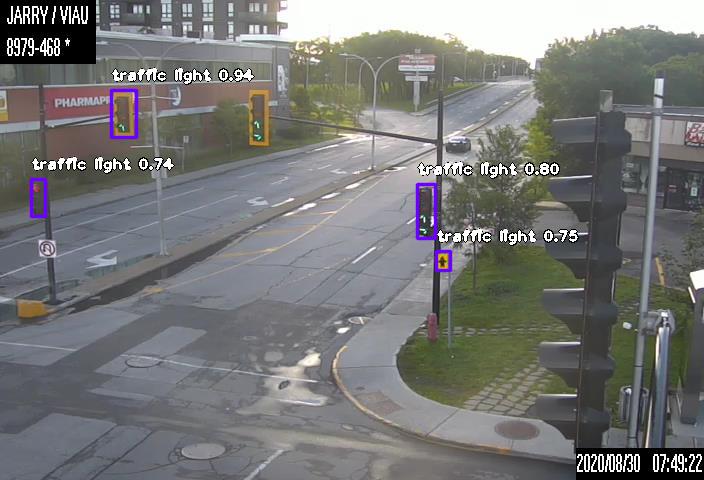 JARRY / VIAU
8979-468 *
traffic light 0.94
PHARMAPR
traffic light 0.74
traffic light 0.80
traffic light 0.75
2020/08/30 07:49:22